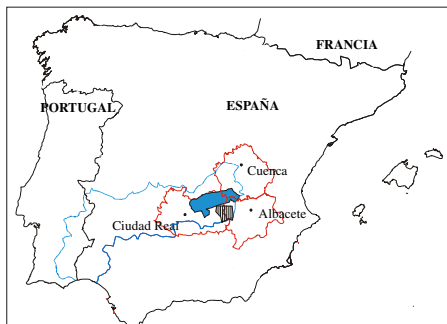 FRANCIA
PORTUGAL
ESPAÑA
Cuenca
Ciudad Real
Albacete